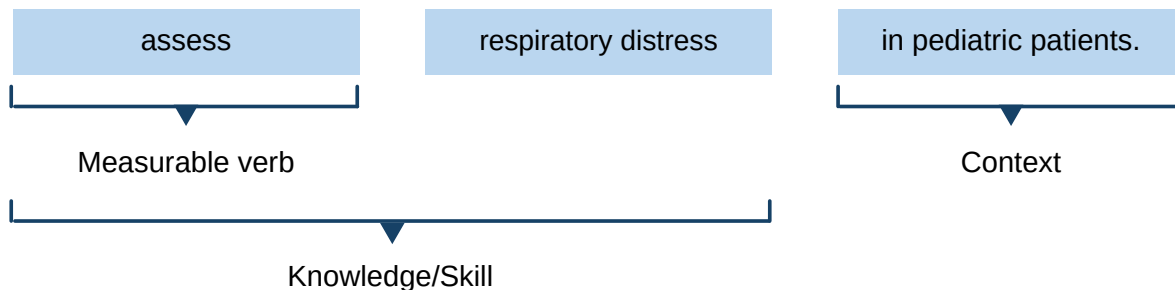 assess respiratory distress in pediatric patients.
Measurable verb Context
Knowledge/Skill